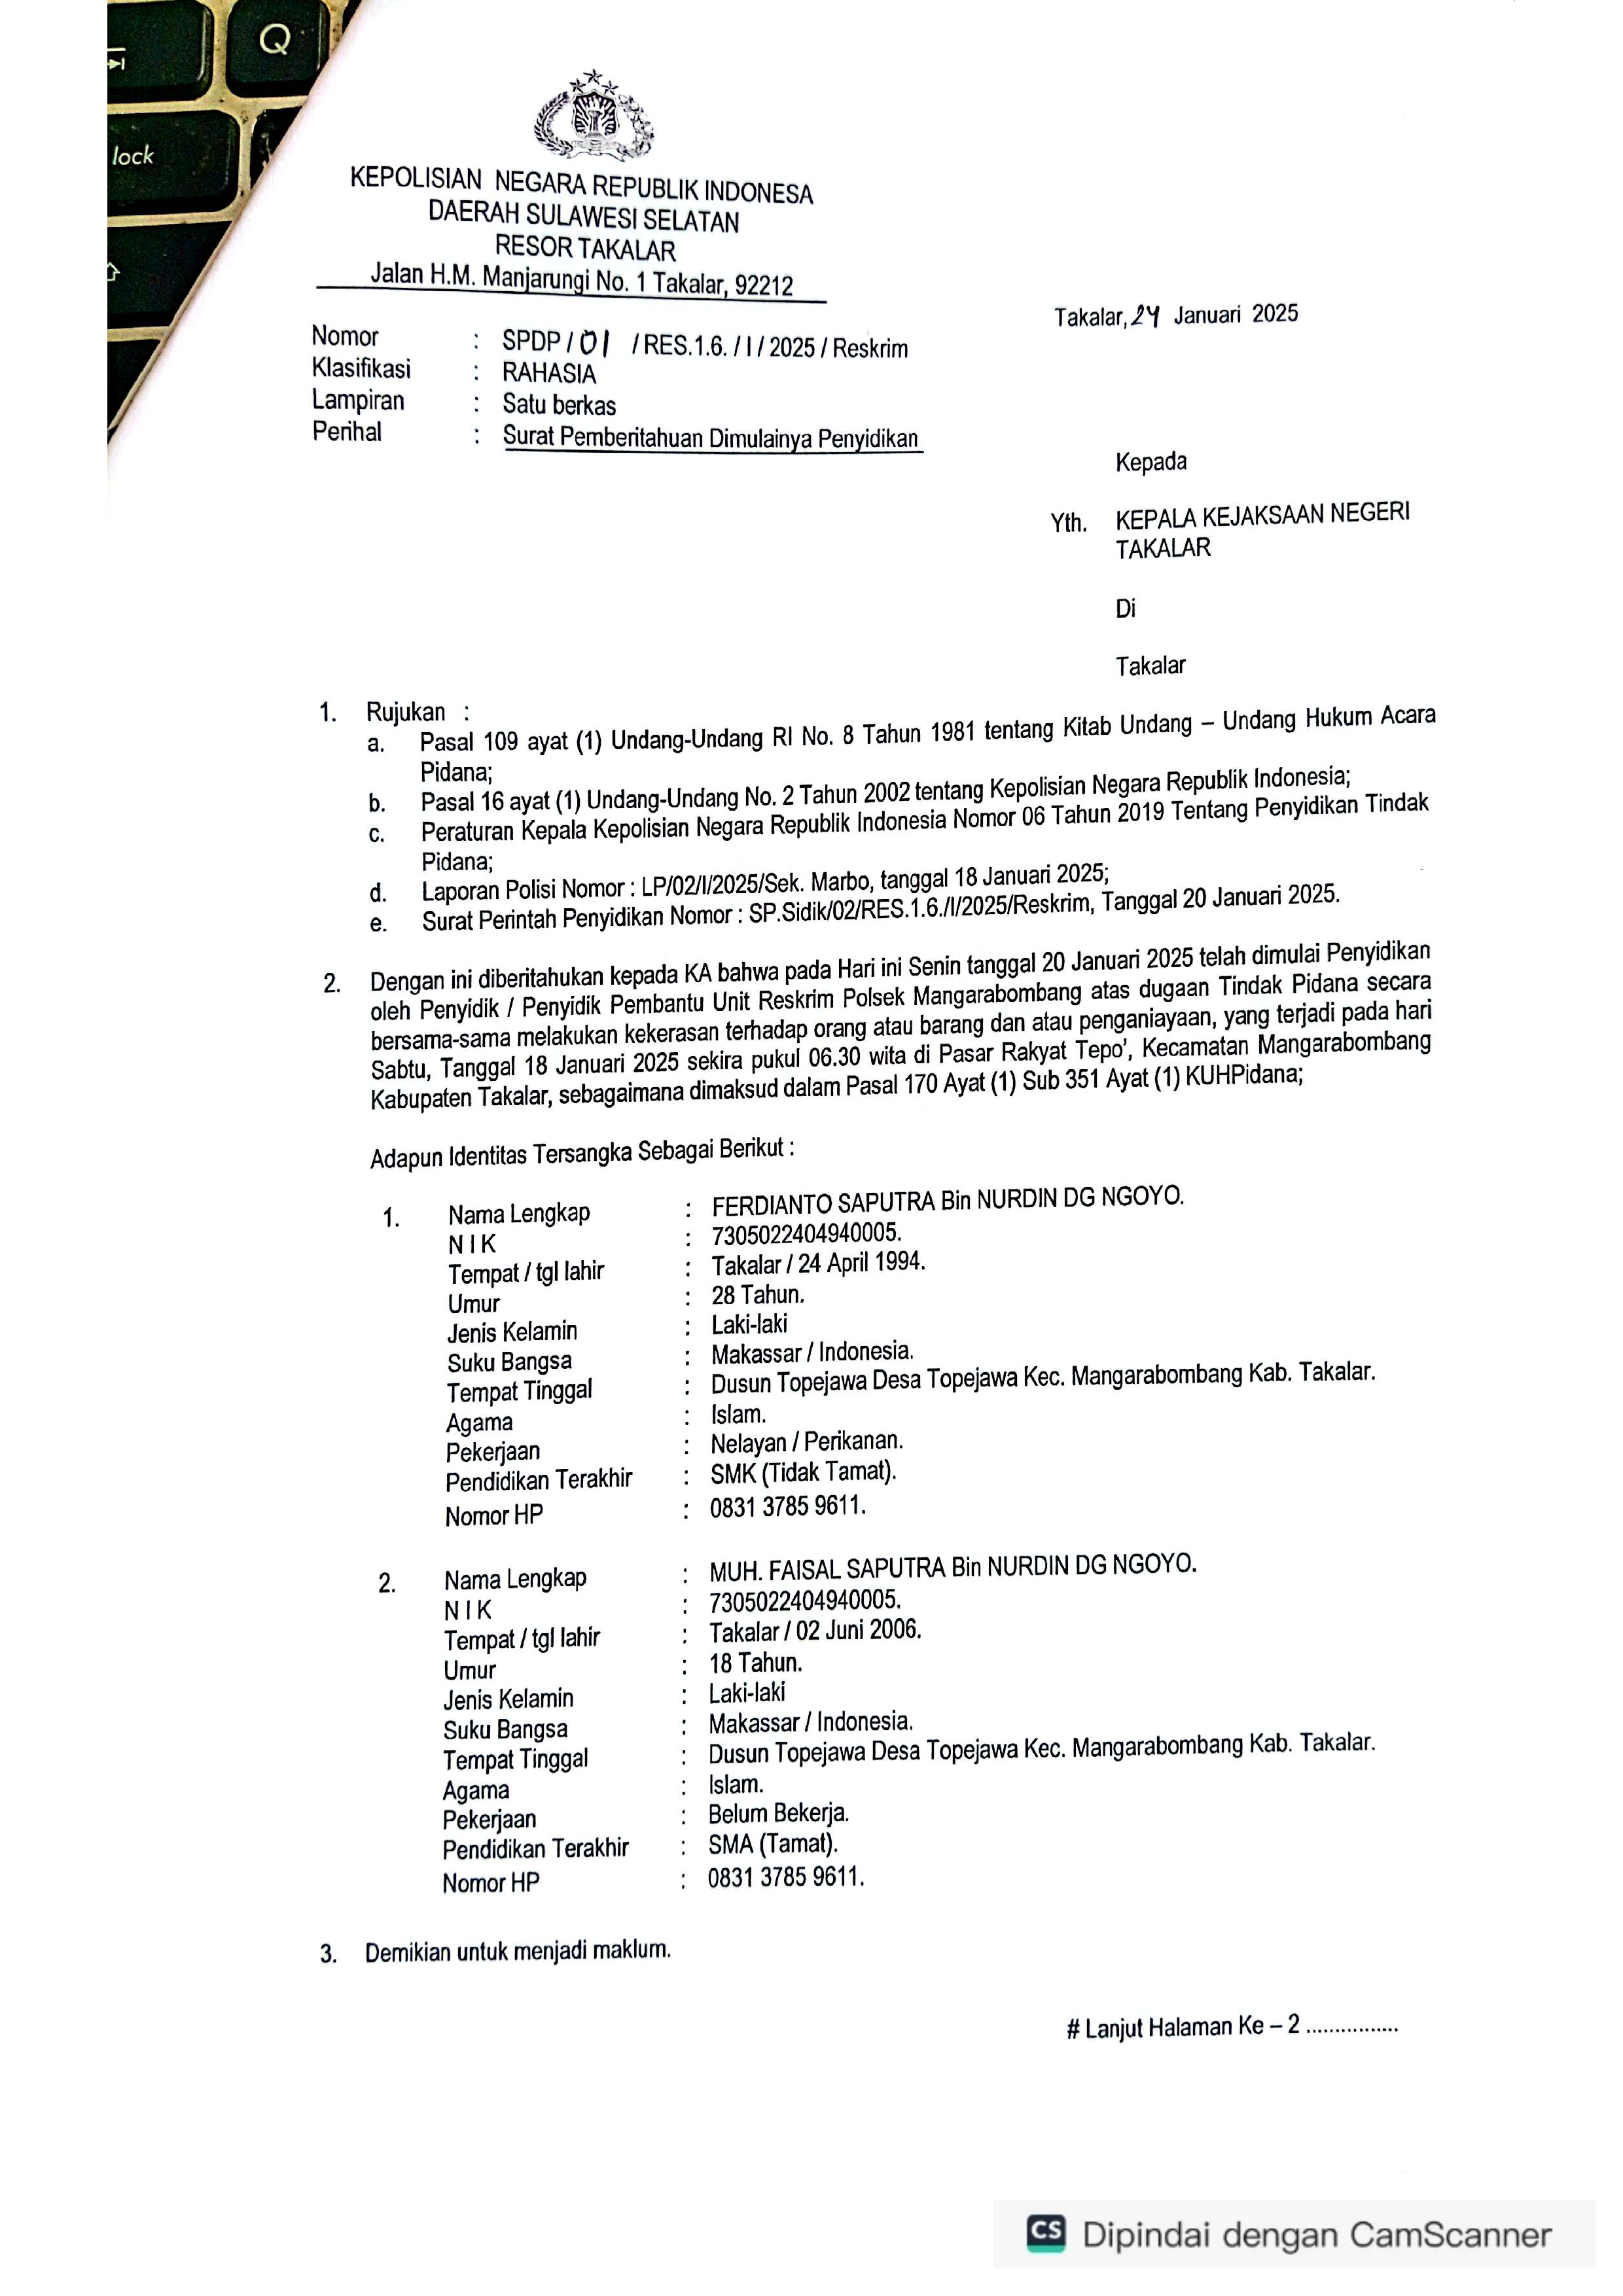 Q
lock
KEPOLISIAN NEGARA REPUBLIK INDONESA
DAERAH SULAWESI SELATAN
RESOR TAKALAR
Jalan H.M. Manjarungi No. 1 Takalar, 92212
Takalar, 24 Januari 2025
Nomor : SPDP / 01 / RES.1.6. / I / 2025 / Reskrim
Klasifikasi : RAHASIA
Lampiran : Satu berkas
Perihal : Surat Pemberitahuan Dimulainya Penyidikan
Kepada
Yth. KEPALA KEJAKSAAN NEGERI
TAKALAR
Di
Takalar
1. Rujukan :
a. Pasal 109 ayat (1) Undang-Undang RI No. 8 Tahun 1981 tentang Kitab Undang – Undang Hukum Acara
Pidana;
b. Pasal 16 ayat (1) Undang-Undang No. 2 Tahun 2002 tentang Kepolisian Negara Republik Indonesia;
c. Peraturan Kepala Kepolisian Negara Republik Indonesia Nomor 06 Tahun 2019 Tentang Penyidikan Tindak
Pidana;
d. Laporan Polisi Nomor : LP/02/I/2025/Sek. Marbo, tanggal 18 Januari 2025;
e. Surat Perintah Penyidikan Nomor : SP.Sidik/02/RES.1.6./I/2025/Reskrim, Tanggal 20 Januari 2025.
2. Dengan ini diberitahukan kepada KA bahwa pada Hari ini Senin tanggal 20 Januari 2025 telah dimulai Penyidikan
oleh Penyidik / Penyidik Pembantu Unit Reskrim Polsek Mangarabombang atas dugaan Tindak Pidana secara
bersama-sama melakukan kekerasan terhadap orang atau barang dan atau penganiayaan, yang terjadi pada hari
Sabtu, Tanggal 18 Januari 2025 sekira pukul 06.30 wita di Pasar Rakyat Tepo’, Kecamatan Mangarabombang
Kabupaten Takalar, sebagaimana dimaksud dalam Pasal 170 Ayat (1) Sub 351 Ayat (1) KUHPidana;
Adapun Identitas Tersangka Sebagai Berikut :
1. Nama Lengkap : FERDIANTO SAPUTRA Bin NURDIN DG NGOYO.
N I K : 7305022404940005.
Tempat / tgl lahir : Takalar / 24 April 1994.
Umur : 28 Tahun.
Jenis Kelamin : Laki-laki
Suku Bangsa : Makassar / Indonesia.
Tempat Tinggal : Dusun Topejawa Desa Topejawa Kec. Mangarabombang Kab. Takalar.
Agama : Islam.
Pekerjaan : Nelayan / Perikanan.
Pendidikan Terakhir : SMK (Tidak Tamat).
Nomor HP : 0831 3785 9611.
2. Nama Lengkap : MUH. FAISAL SAPUTRA Bin NURDIN DG NGOYO.
N I K : 7305022404940005.
Tempat / tgl lahir : Takalar / 02 Juni 2006.
Umur : 18 Tahun.
Jenis Kelamin : Laki-laki
Suku Bangsa : Makassar / Indonesia.
Tempat Tinggal : Dusun Topejawa Desa Topejawa Kec. Mangarabombang Kab. Takalar.
Agama : Islam.
Pekerjaan : Belum Bekerja.
Pendidikan Terakhir : SMA (Tamat).
Nomor HP : 0831 3785 9611.
3. Demikian untuk menjadi maklum.
# Lanjut Halaman Ke – 2 ................
CS Dipindai dengan CamScanner